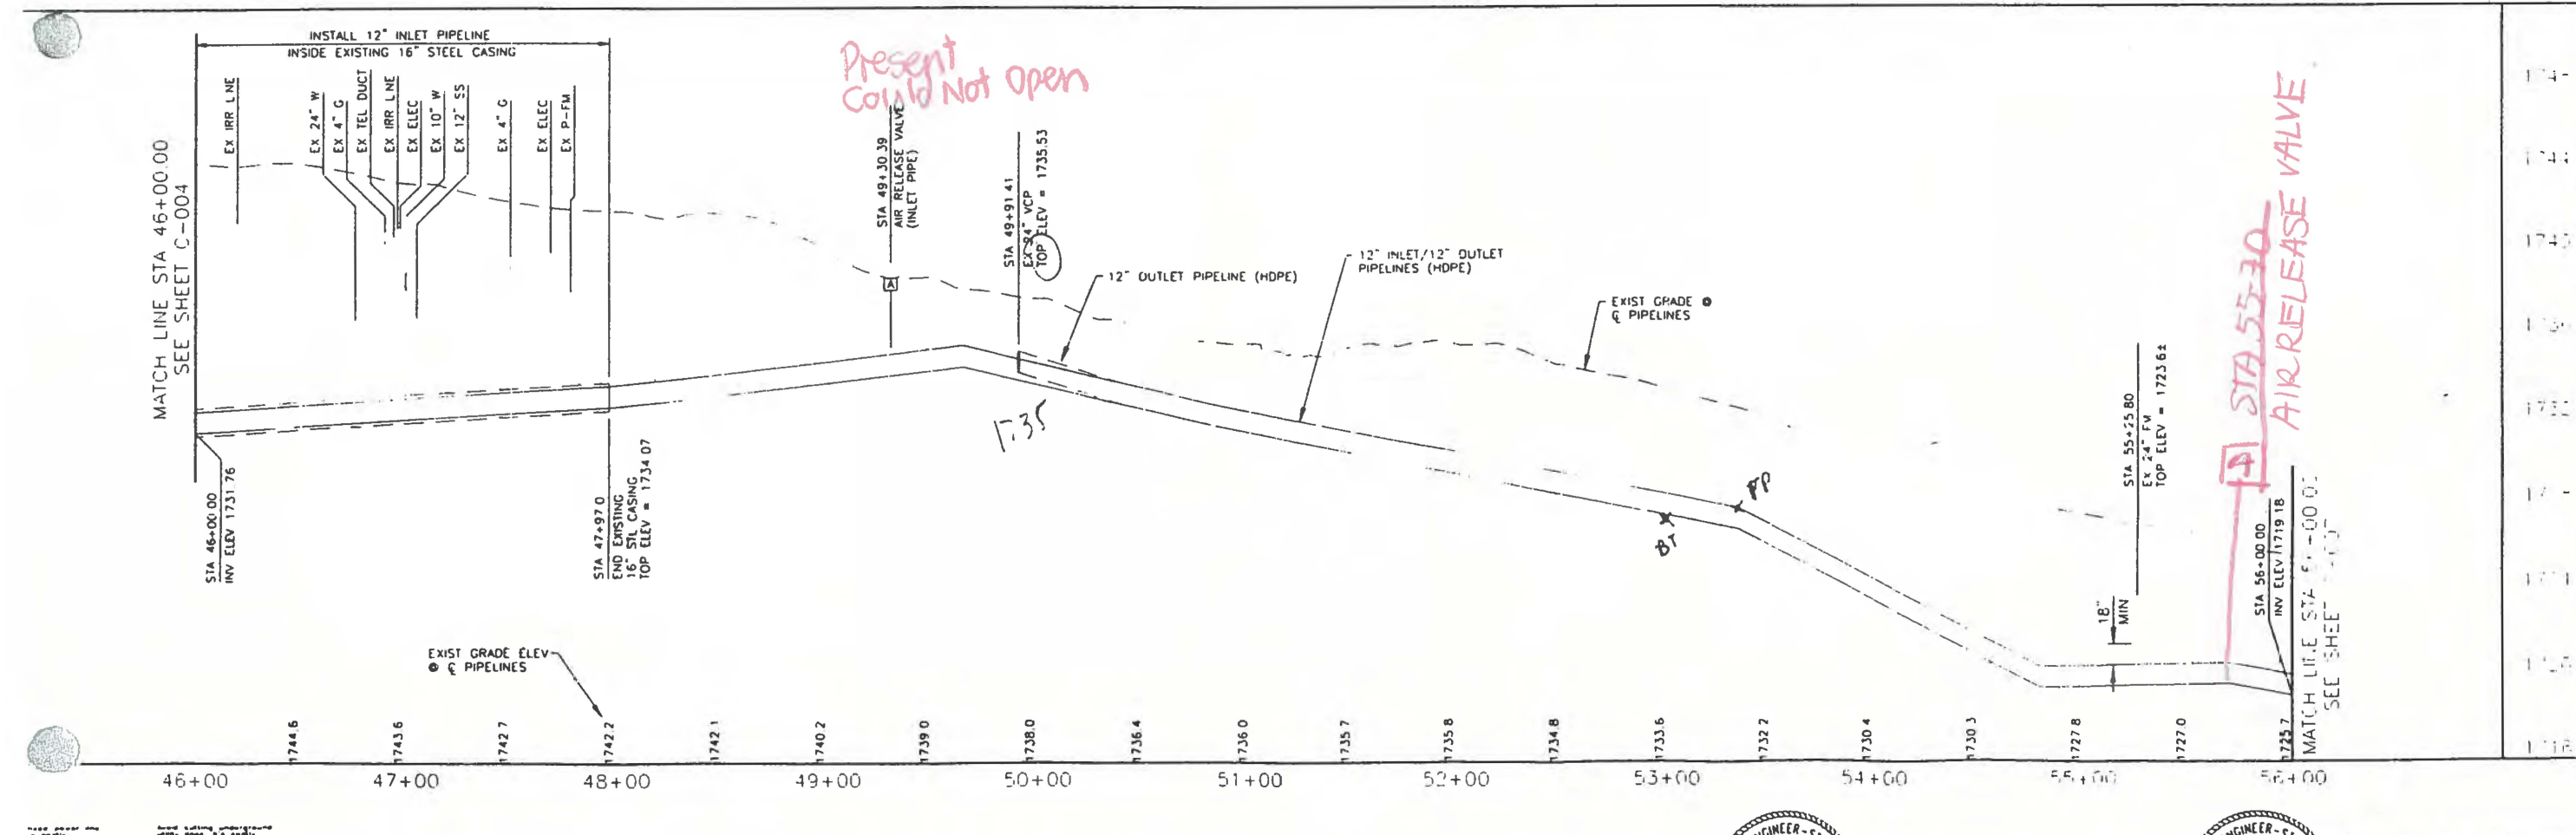 INSTALL 12" INLET PIPELINE
INSIDE EXISTING 16" STEEL CASING
MATCH LINE STA 46+00.00
SEE SHEET C-004
EX IRR LINE
EX 24" W
EX 4" G
EX TEL DUCT
EX IRR LINE
EX ELEC
EX 10" W
EX 12" SS
EX 4" G
EX ELEC
EX P-FM
Present
Could Not Open
STA 49+30.39
AIR RELEASE VALVE
(INLET PIPE)
A
STA 49+91.41
EX 24" VCP
TOP ELEV = 1735.53
12" OUTLET PIPELINE (HDPE)
12" INLET/12" OUTLET
PIPELINES (HDPE)
EXIST GRADE @
℄ PIPELINES
1735
STA 46+00.00
INV ELEV 1731.76
STA 47+97.0
END EXISTING
16" STL CASING
TOP ELEV = 1734.07
BT
STA 55+25.80
EX 24" FM
TOP ELEV = 1723.6±
18"
MIN
A
STA 55+70
AIR RELEASE VALVE
STA 56+00.00
INV ELEV 1719.18
MATCH LINE STA
SEE SHEET
EXIST GRADE ELEV
@ ℄ PIPELINES
1744.6
1743.6
1742.7
1742.2
1742.1
1740.2
1739.0
1738.0
1736.4
1736.0
1735.7
1735.8
1734.8
1733.6
1732.2
1730.4
1730.3
1727.8
1727.0
1725.7
46+00
47+00
48+00
49+00
50+00
51+00
52+00
53+00
54+00
55+00
56+00